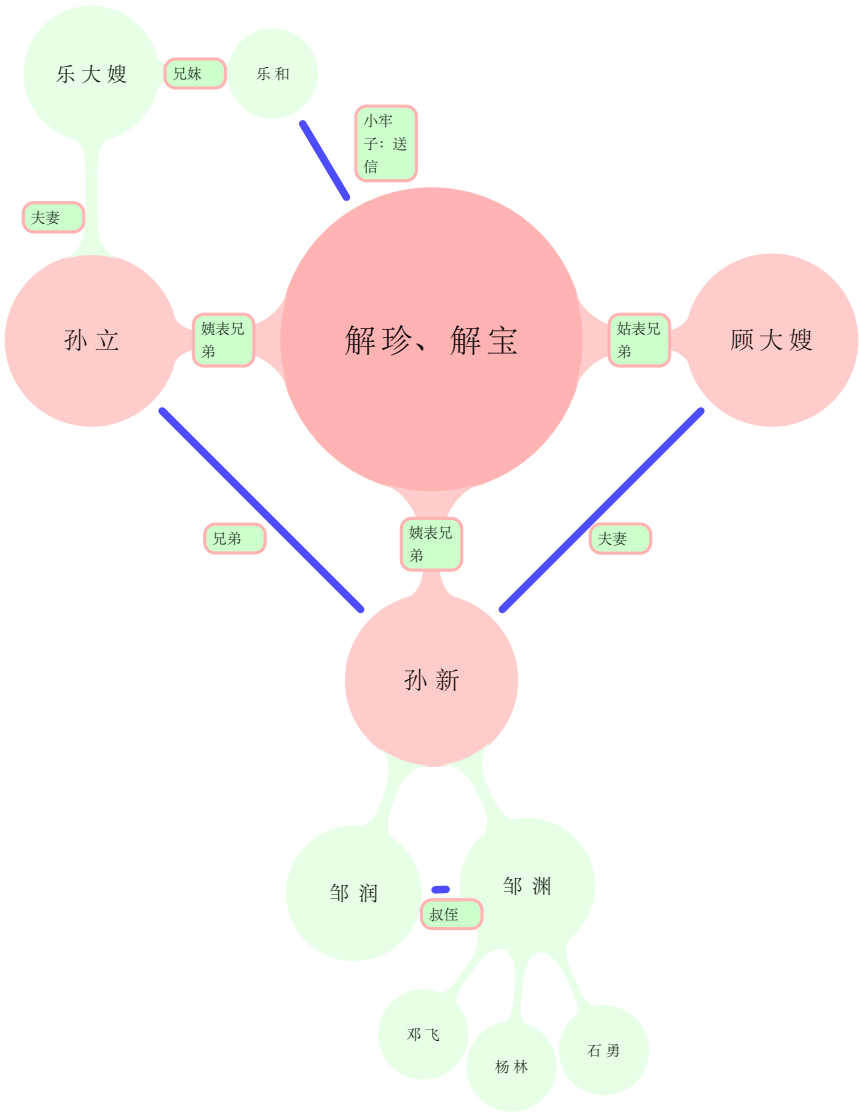 乐大嫂
兄妹
乐和
小牢
子：送
信
夫妻
孙立
姨表兄
弟
解珍、解宝
姑表兄
弟
顾大嫂
兄弟
姨表兄
弟
夫妻
孙新
邹润
邹渊
叔侄
邓飞
杨林
石勇